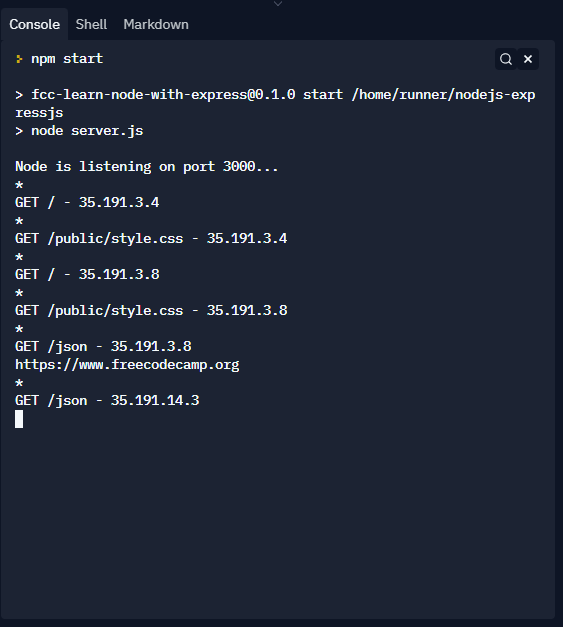 Console Shell Markdown
npm start
> fcc-learn-node-with-express@0.1.0 start /home/runner/nodejs-exp
ressjs
> node server.js
Node is listening on port 3000...
*
GET / - 35.191.3.4
*
GET /public/style.css - 35.191.3.4
*
GET / - 35.191.3.8
*
GET /public/style.css - 35.191.3.8
*
GET /json - 35.191.3.8
https://www.freecodecamp.org
*
GET /json - 35.191.14.3